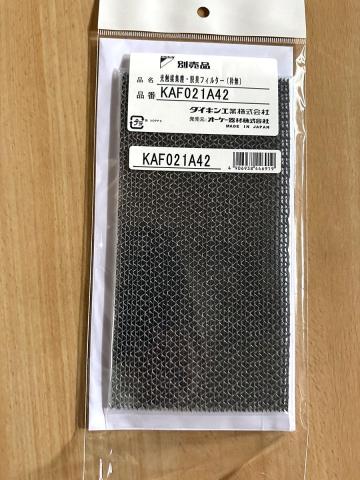 別売品
品名 光触媒集塵・脱臭フィルター(枠無)
品番 KAF021A42
ダイキン工業株式会社
発売元/オーケー器材株式会社
MADE IN JAPAN
プラ
KAF021A42